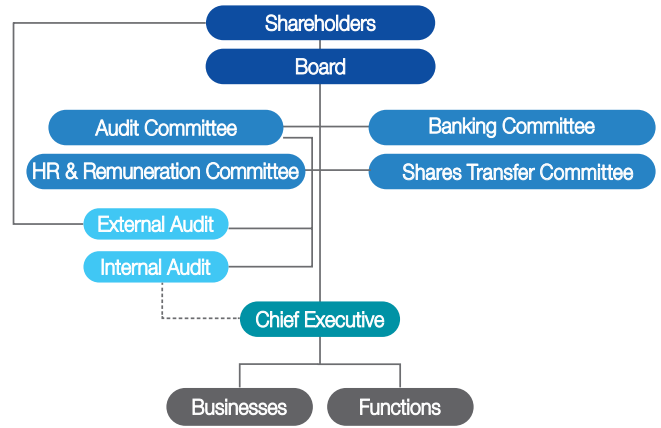 Shareholders
Board
Audit Committee
Banking Committee
HR & Remuneration Committee
Shares Transfer Committee
External Audit
Internal Audit
Chief Executive
Businesses
Functions